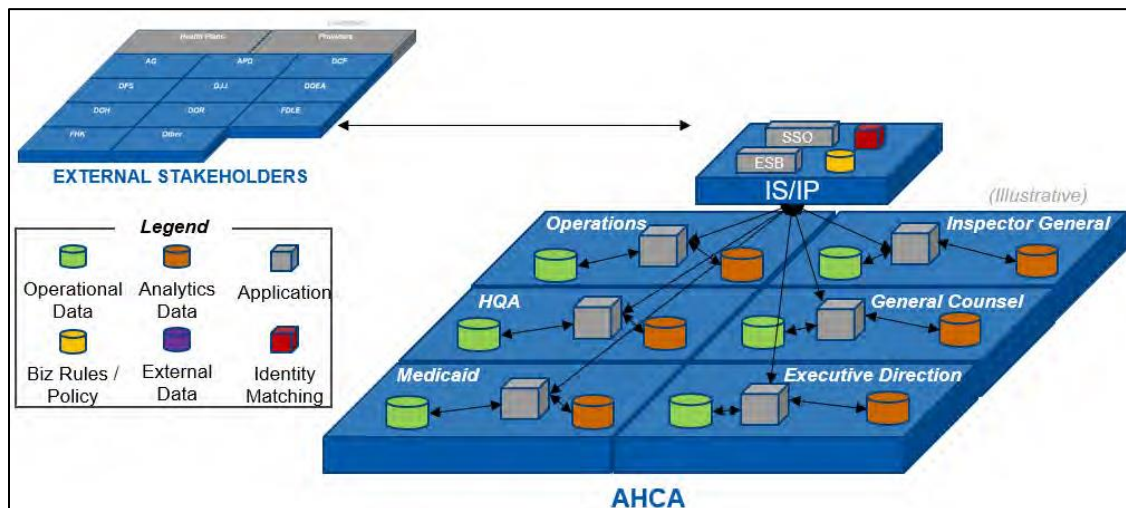 Health Plans Providers
AG APD DCF
DFS DJJ DOEA
DOH DOR FDLE
FHK Other
EXTERNAL STAKEHOLDERS
SSO
ESB
IS/IP
(Illustrative)
Legend
Operational Data
Analytics Data
Application
Biz Rules / Policy
External Data
Identity Matching
Operations
Inspector General
HQA
General Counsel
Medicaid
Executive Direction
AHCA